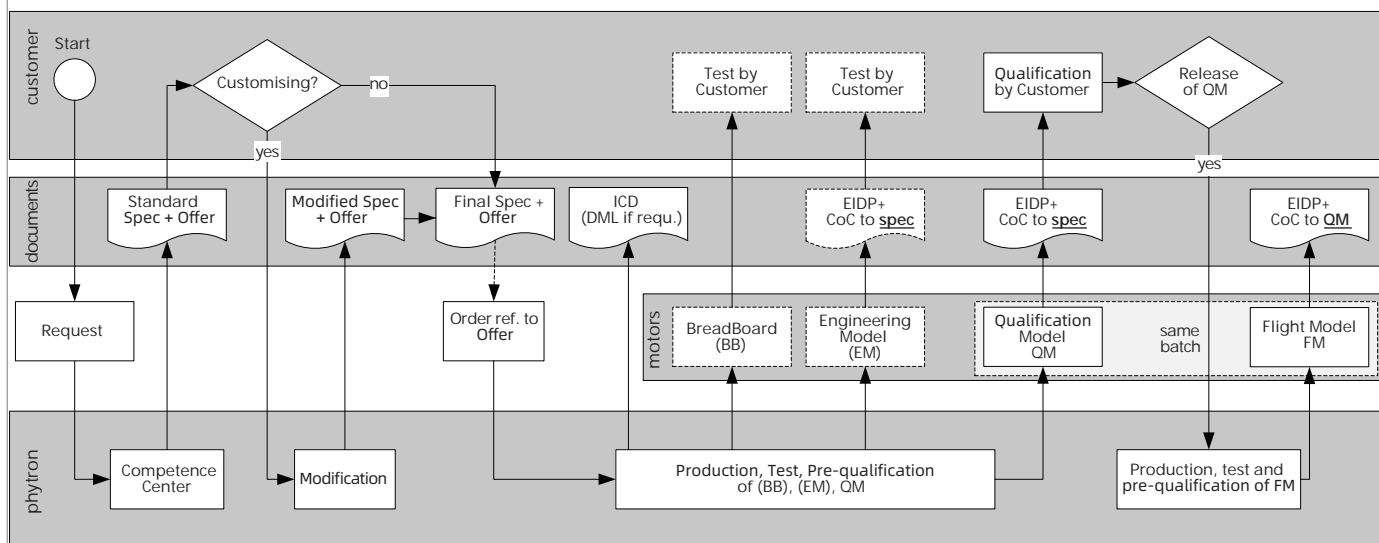 customer
Start
Customising?
no
yes
Test by
Customer
Test by
Customer
Qualification
by Customer
Release
of QM
yes
documents
Standard
Spec + Offer
Modified Spec
+ Offer
Final Spec +
Offer
ICD
(DML if requ.)
EIDP+
CoC to spec
EIDP+
CoC to spec
EIDP+
CoC to QM
Request
Order ref. to
Offer
motors
BreadBoard
(BB)
Engineering
Model
(EM)
Qualification
Model
QM
same
batch
Flight Model
FM
phytron
Competence
Center
Modification
Production, Test, Pre-qualification
of (BB), (EM), QM
Production, test and
pre-qualification of FM